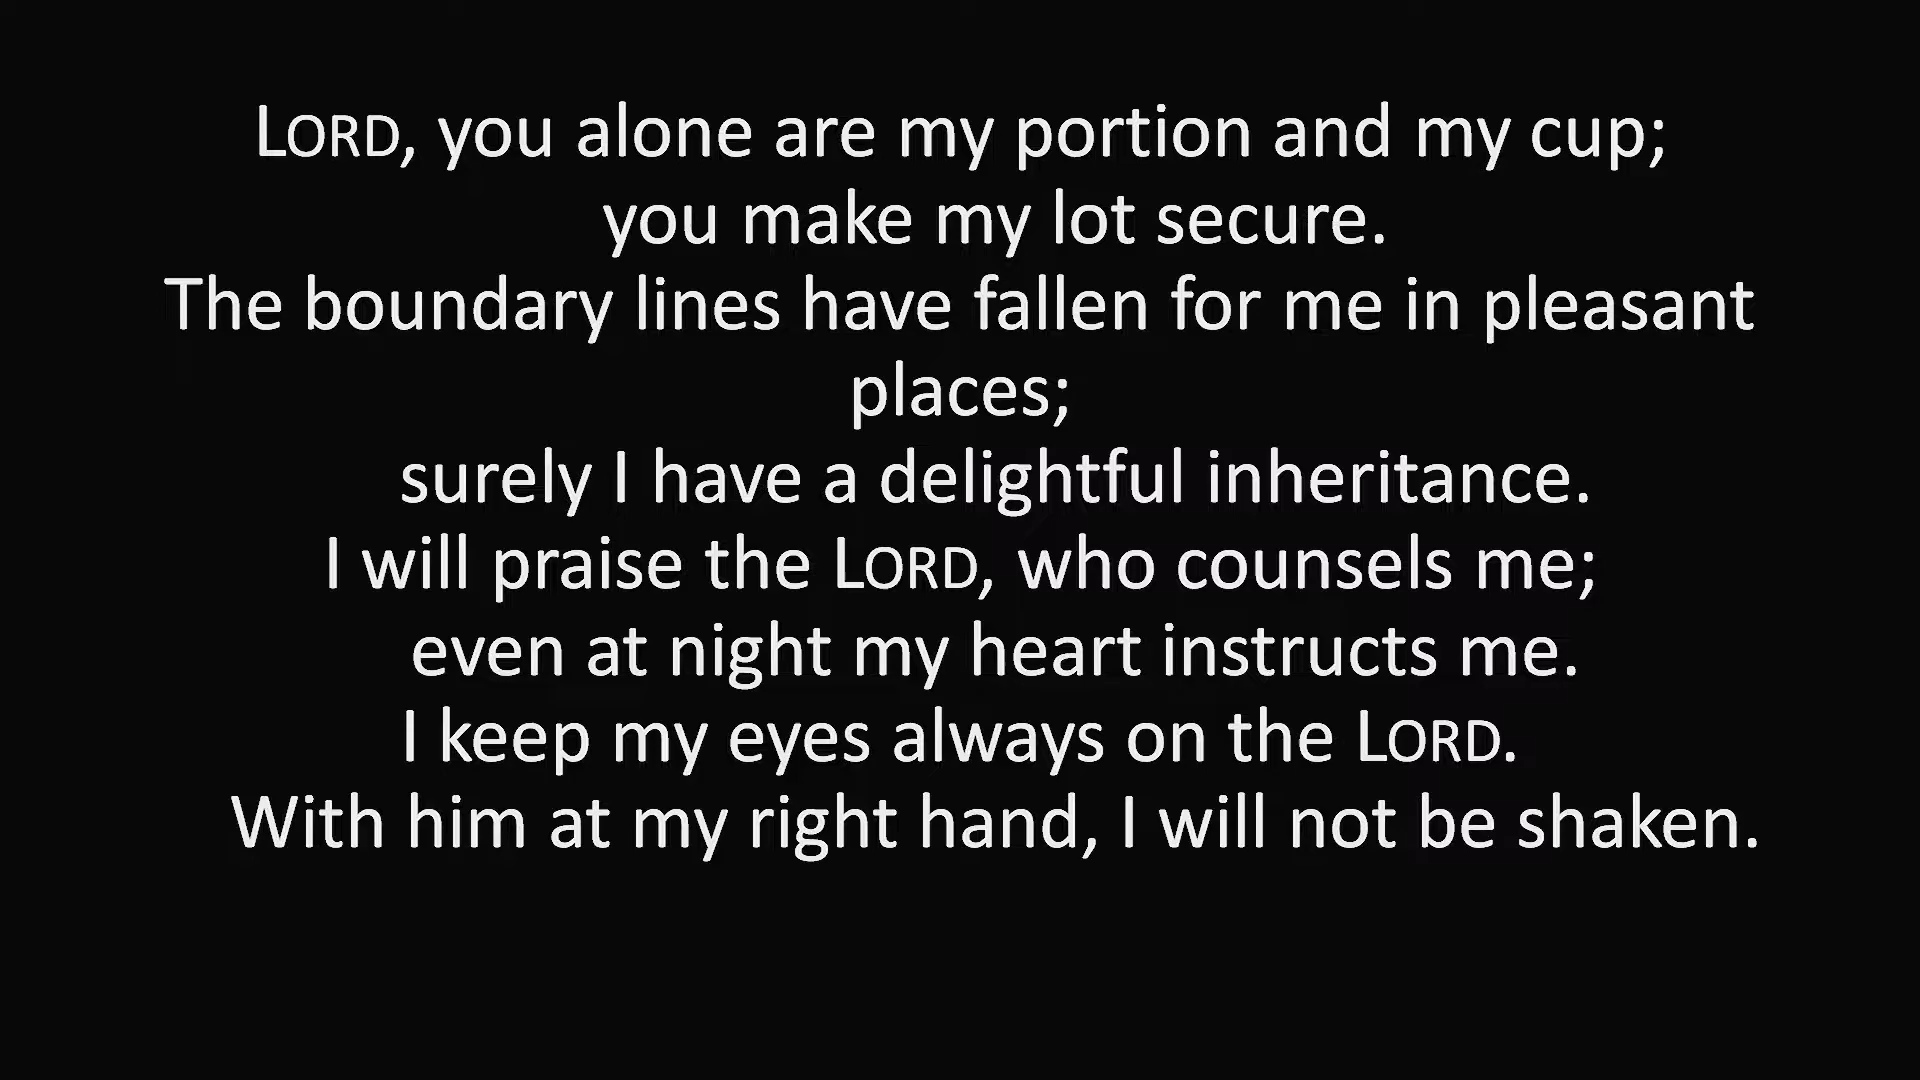 LORD, you alone are my portion and my cup;
you make my lot secure.
The boundary lines have fallen for me in pleasant
places;
surely I have a delightful inheritance.
I will praise the LORD, who counsels me;
even at night my heart instructs me.
I keep my eyes always on the LORD.
With him at my right hand, I will not be shaken.